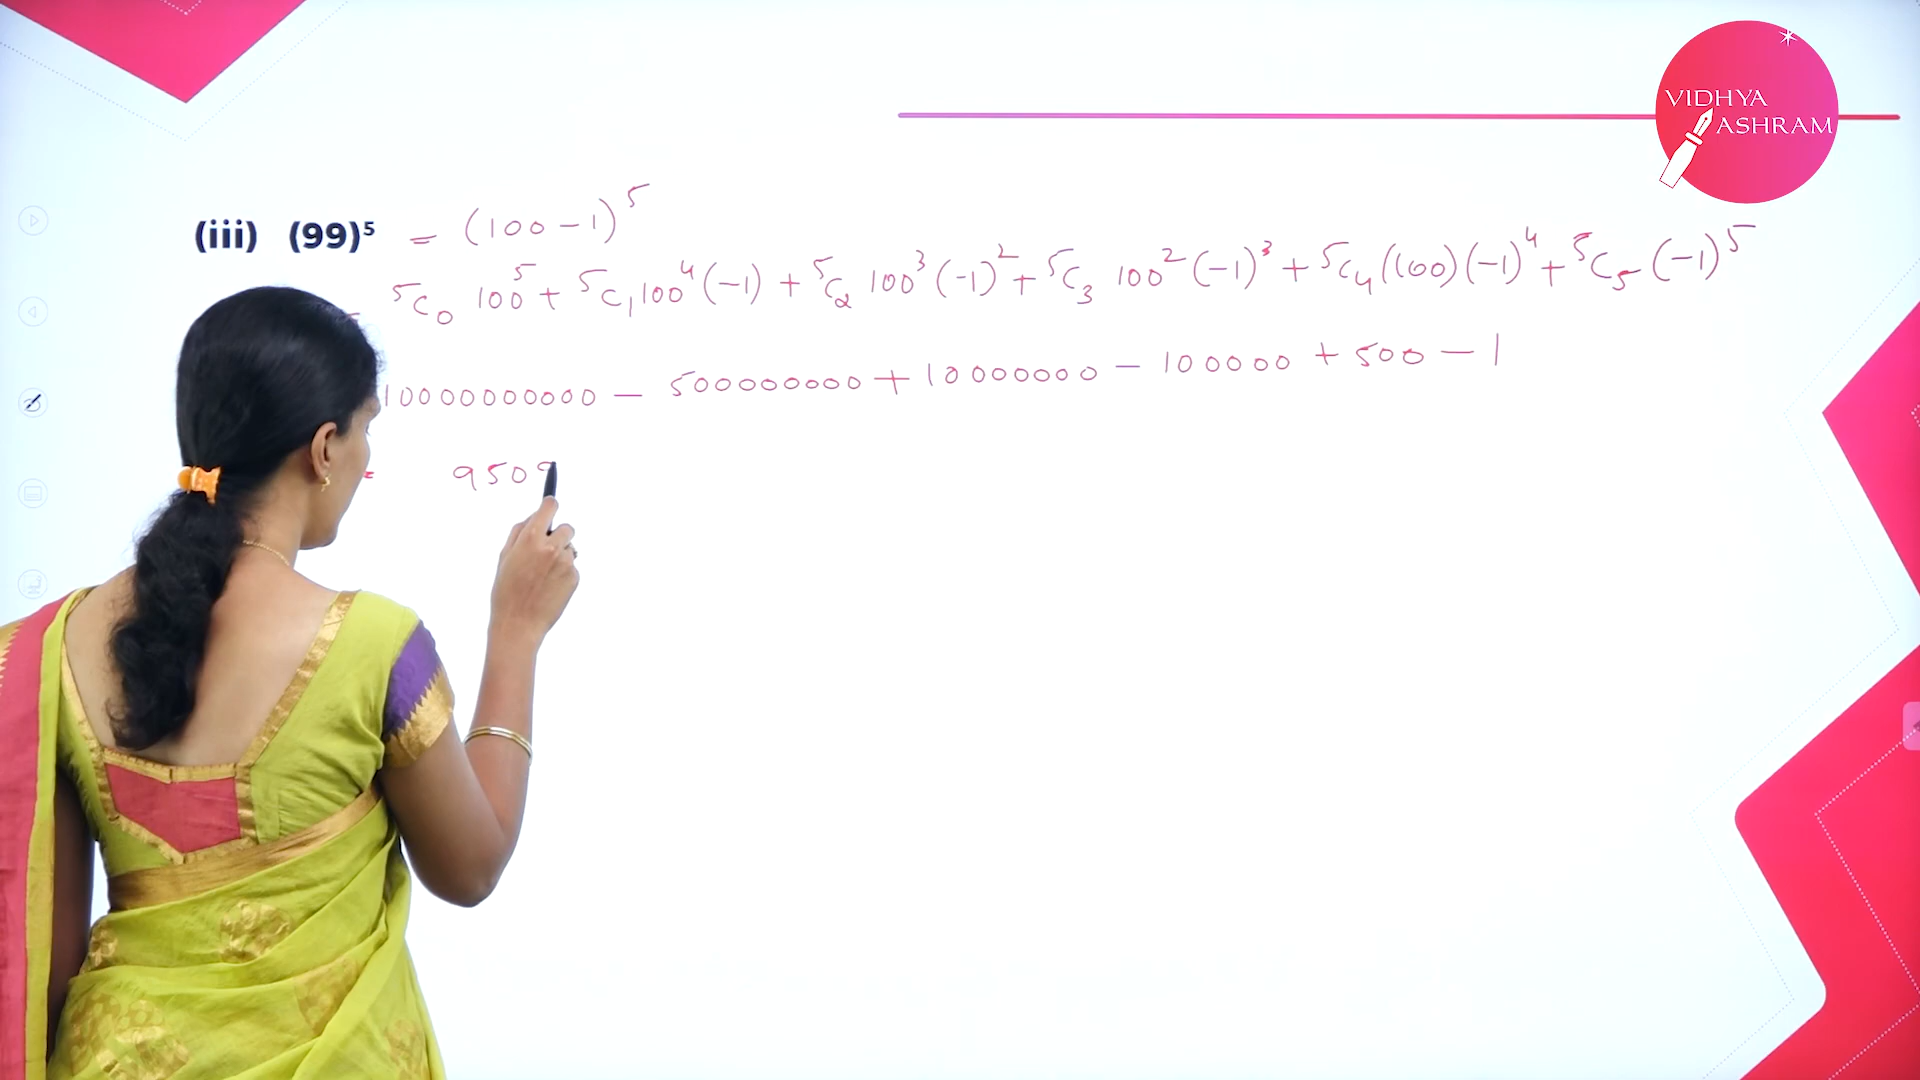 VIDHYA
ASHRAM
(iii) (99)⁵ = (100 – 1)⁵
⁵C₀ 100⁵ + ⁵C₁ 100⁴ (-1) + ⁵C₂ 100³ (-1)² + ⁵C₃ 100² (-1)³ + ⁵C₄ (100) (-1)⁴ + ⁵C₅ (-1)⁵
10000000000 – 500000000 + 10000000 – 100000 + 500 – 1
= 9509